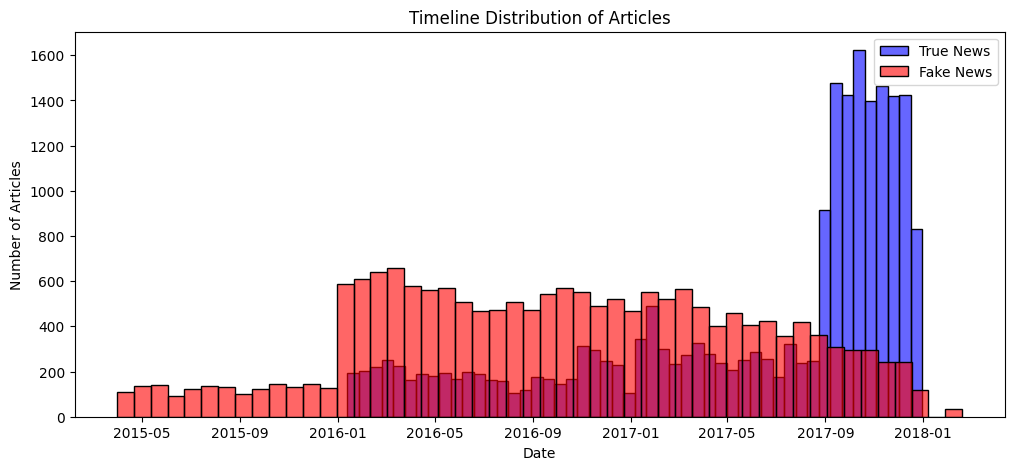 Timeline Distribution of Articles
True News
Fake News
1600
1400
1200
1000
800
600
400
200
0
Number of Articles
2015-05 2015-09 2016-01 2016-05 2016-09 2017-01 2017-05 2017-09 2018-01
Date